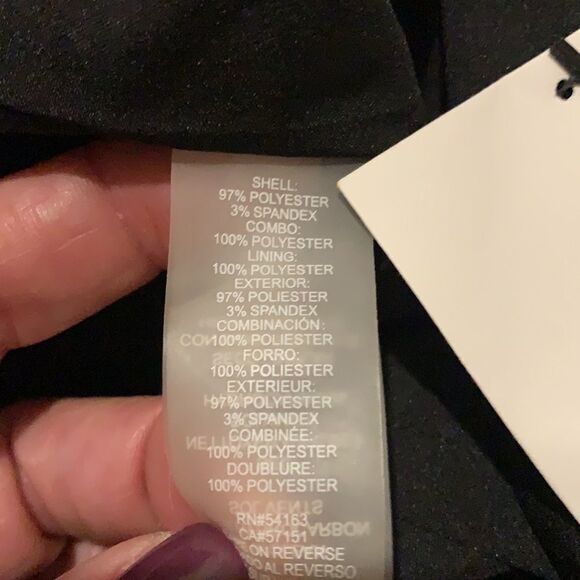 SHELL:
97% POLYESTER
3% SPANDEX
COMBO:
100% POLYESTER
LINING:
100% POLYESTER
EXTERIOR:
97% POLIESTER
3% SPANDEX
COMBINACIÓN:
100% POLIESTER
FORRO:
100% POLIESTER
EXTERIEUR:
97% POLYESTER
3% SPANDEX
COMBINÉE:
100% POLYESTER
DOUBLURE:
100% POLYESTER
SOLVENTS
RN#54163
CA#57151
ON REVERSE
AL REVERSO